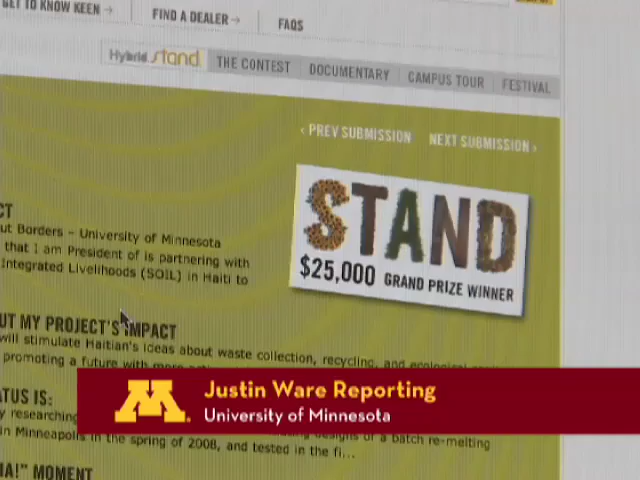 GET TO KNOW KEEN → FIND A DEALER → FAQS
Hybrid stand THE CONTEST DOCUMENTARY CAMPUS TOUR FESTIVAL
‹ PREV SUBMISSION NEXT SUBMISSION ›
STAND
$25,000 GRAND PRIZE WINNER
CT
ut Borders – University of Minnesota
that I am President of is partnering with
Integrated Livelihoods (SOIL) in Haiti to
UT MY PROJECT'S IMPACT
will stimulate Haitian's ideas about waste collection, recycling, and
promoting a future with more
ATUS IS:
y researching designs of a batch re-melting
in Minneapolis in the spring of 2008, and tested in the fi...
IA!" MOMENT
M
Justin Ware Reporting
University of Minnesota